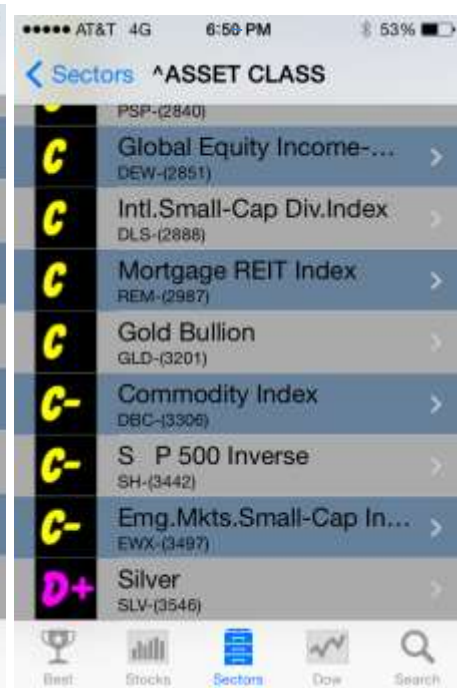 AT&T 4G 6:50 PM 53%
Sectors ^ASSET CLASS
PSP-(2840)
C Global Equity Income-...
DEW-(2851)
C Intl.Small-Cap Div.Index
DLS-(2888)
C Mortgage REIT Index
REM-(2987)
C Gold Bullion
GLD-(3201)
C- Commodity Index
DBC-(3306)
C- S P 500 Inverse
SH-(3442)
C- Emg.Mkts.Small-Cap In...
EWX-(3497)
D+ Silver
SLV-(3546)
Best Stocks Sectors Dow Search